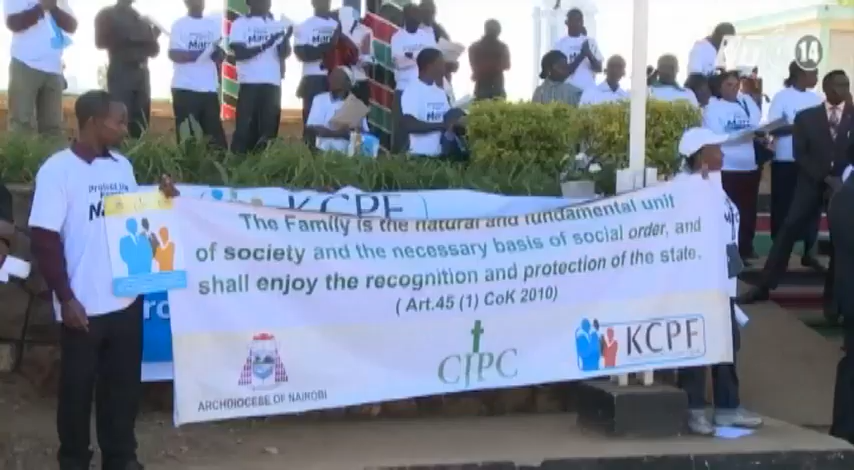 14
Mar
Mar
KCPF
The Family is the natural and fundamental unit
of society and the necessary basis of social order, and
shall enjoy the recognition and protection of the state.
( Art.45 (1) CoK 2010)
ARCHDIOCESE OF NAIROBI
CJPC
KCPF